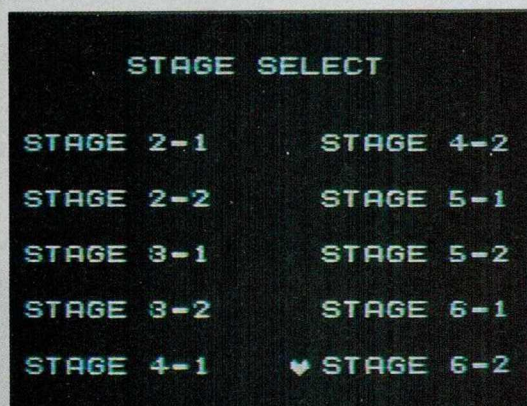 STAGE SELECT
STAGE 2-1
STAGE 2-2
STAGE 3-1
STAGE 3-2
STAGE 4-1
STAGE 4-2
STAGE 5-1
STAGE 5-2
STAGE 6-1
♥ STAGE 6-2